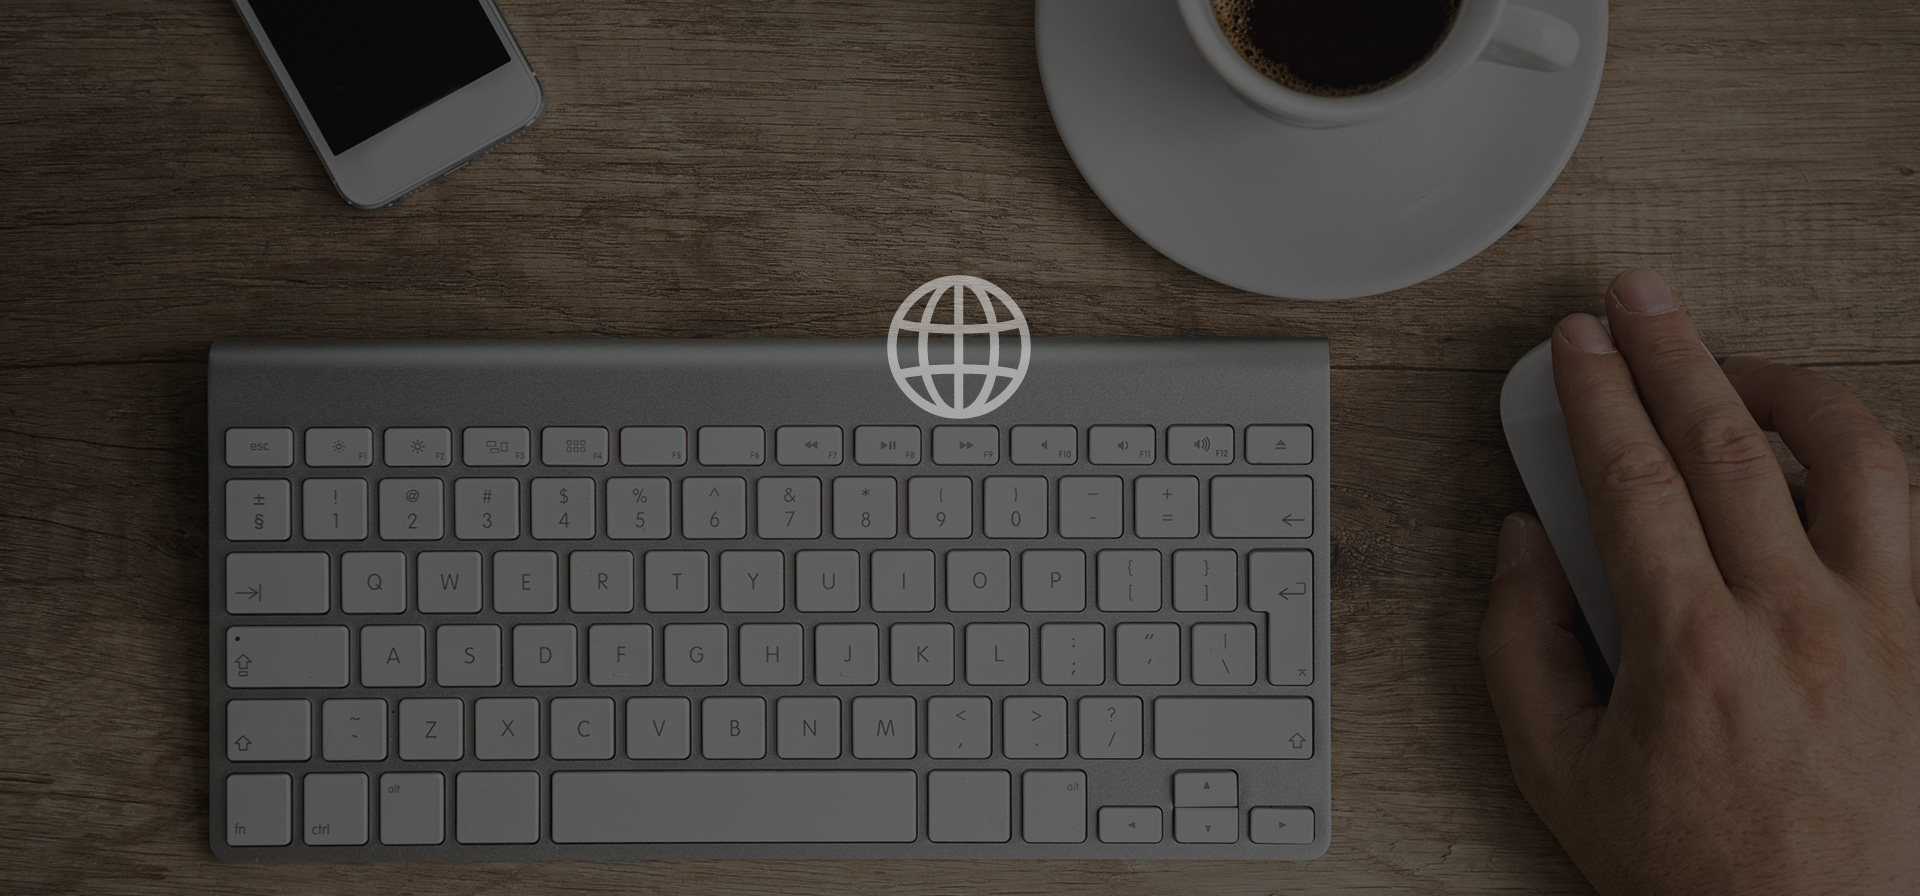 esc F1 F2 F3 F4 F5 F6 F7 F8 F9 F10 F11 F12
± ! @ # $ % ^ & * ( ) – +
§ 1 2 3 4 5 6 7 8 9 0 - =
Q W E R T Y U I O P { }
[ ]
A S D F G H J K L : “ |
; ‘ \
~ Z X C V B N M < > ?
` , . /
alt alt
fn ctrl